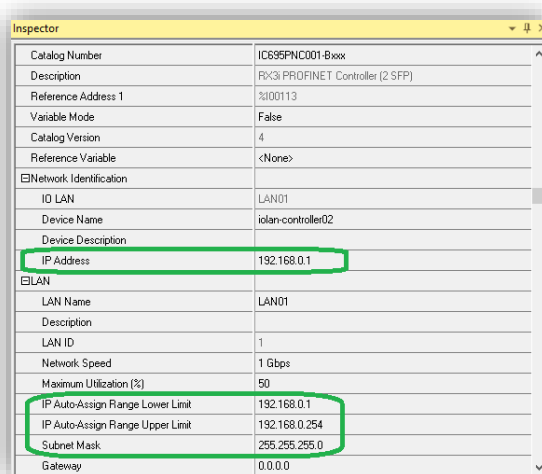 Inspector
Catalog Number IC695PNC001-Bxxx
Description RX3i PROFINET Controller (2 SFP)
Reference Address 1 %I00113
Variable Mode False
Catalog Version 4
Reference Variable <None>
Network Identification
IO LAN LAN01
Device Name iolan-controller02
Device Description
IP Address 192.168.0.1
LAN
LAN Name LAN01
Description
LAN ID 1
Network Speed 1 Gbps
Maximum Utilization (%) 50
IP Auto-Assign Range Lower Limit 192.168.0.1
IP Auto-Assign Range Upper Limit 192.168.0.254
Subnet Mask 255.255.255.0
Gateway 0.0.0.0